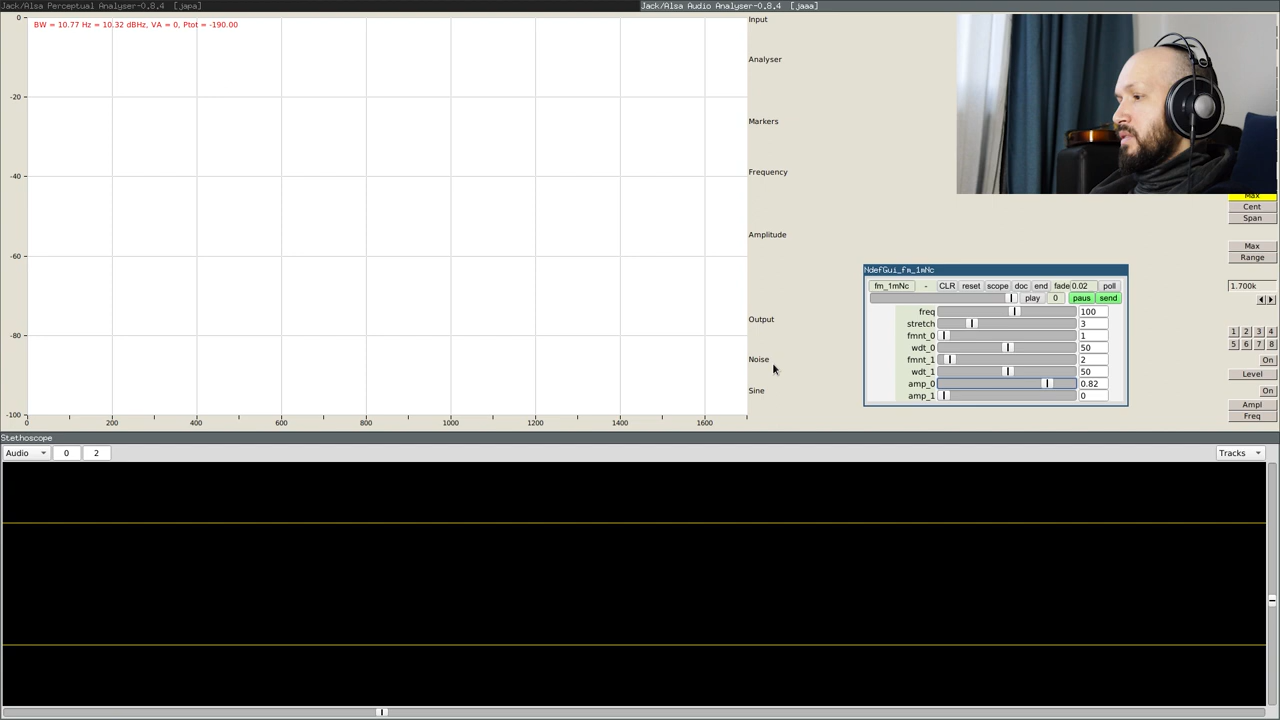 Jack/Alsa Perceptual Analyser-0.8.4 [japa]
Jack/Alsa Audio Analyser-0.8.4 [jaaa]
BW = 10.77 Hz = 10.32 dBHz, VA = 0, Ptot = -190.00
0
-20
-40
-60
-80
-100
200
400
600
800
1000
1200
1400
1600
0
Input
Analyser
Markers
Frequency
Amplitude
Output
Noise
Sine
Max
Cent
Span
Max
Range
1.700k
1 2 3 4
5 6 7 8
On
Level
On
Ampl
Freq
NdefGui_fm_1mNc
fm_1mNc - CLR reset scope doc end fade 0.02 poll
play 0 paus send
freq 100
stretch 3
fmnt_0 1
wdt_0 50
fmnt_1 2
wdt_1 50
amp_0 0.82
amp_1 0
Stethoscope
Audio 0 2 Tracks